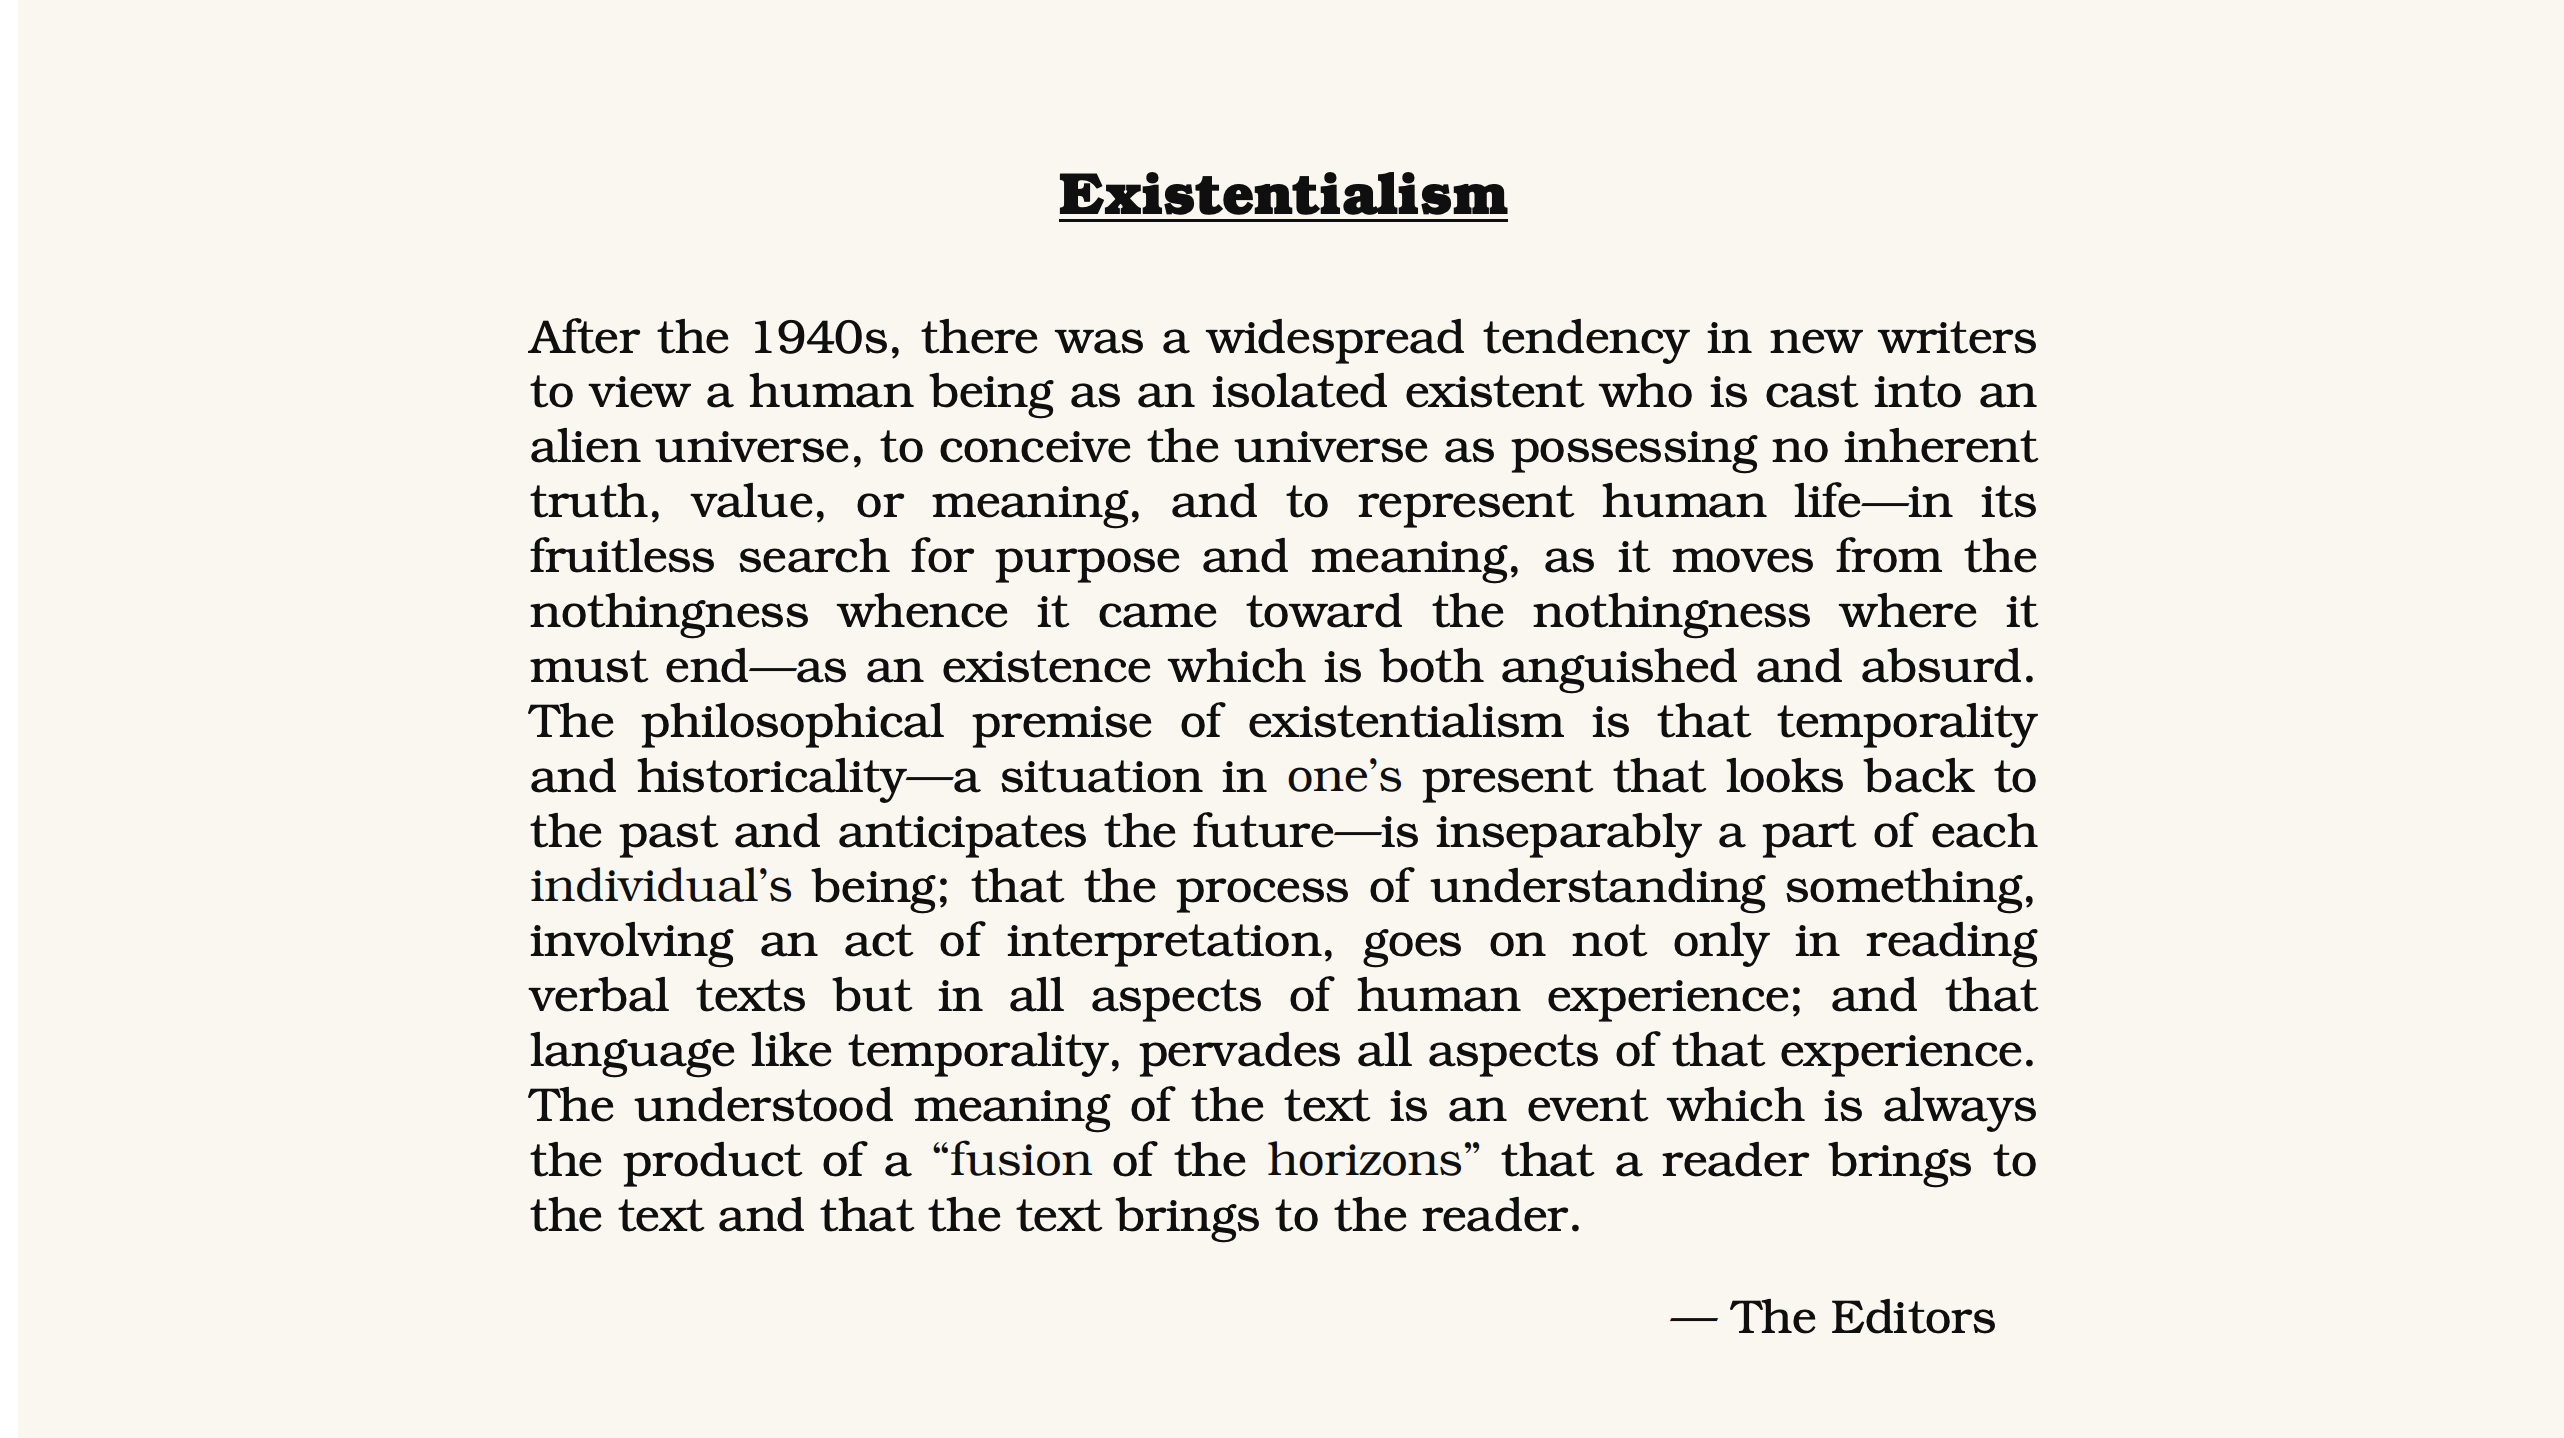 Existentialism
After the 1940s, there was a widespread tendency in new writers
to view a human being as an isolated existent who is cast into an
alien universe, to conceive the universe as possessing no inherent
truth, value, or meaning, and to represent human life—in its
fruitless search for purpose and meaning, as it moves from the
nothingness whence it came toward the nothingness where it
must end—as an existence which is both anguished and absurd.
The philosophical premise of existentialism is that temporality
and historicality—a situation in one’s present that looks back to
the past and anticipates the future—is inseparably a part of each
individual’s being; that the process of understanding something,
involving an act of interpretation, goes on not only in reading
verbal texts but in all aspects of human experience; and that
language like temporality, pervades all aspects of that experience.
The understood meaning of the text is an event which is always
the product of a “fusion of the horizons” that a reader brings to
the text and that the text brings to the reader.
— The Editors